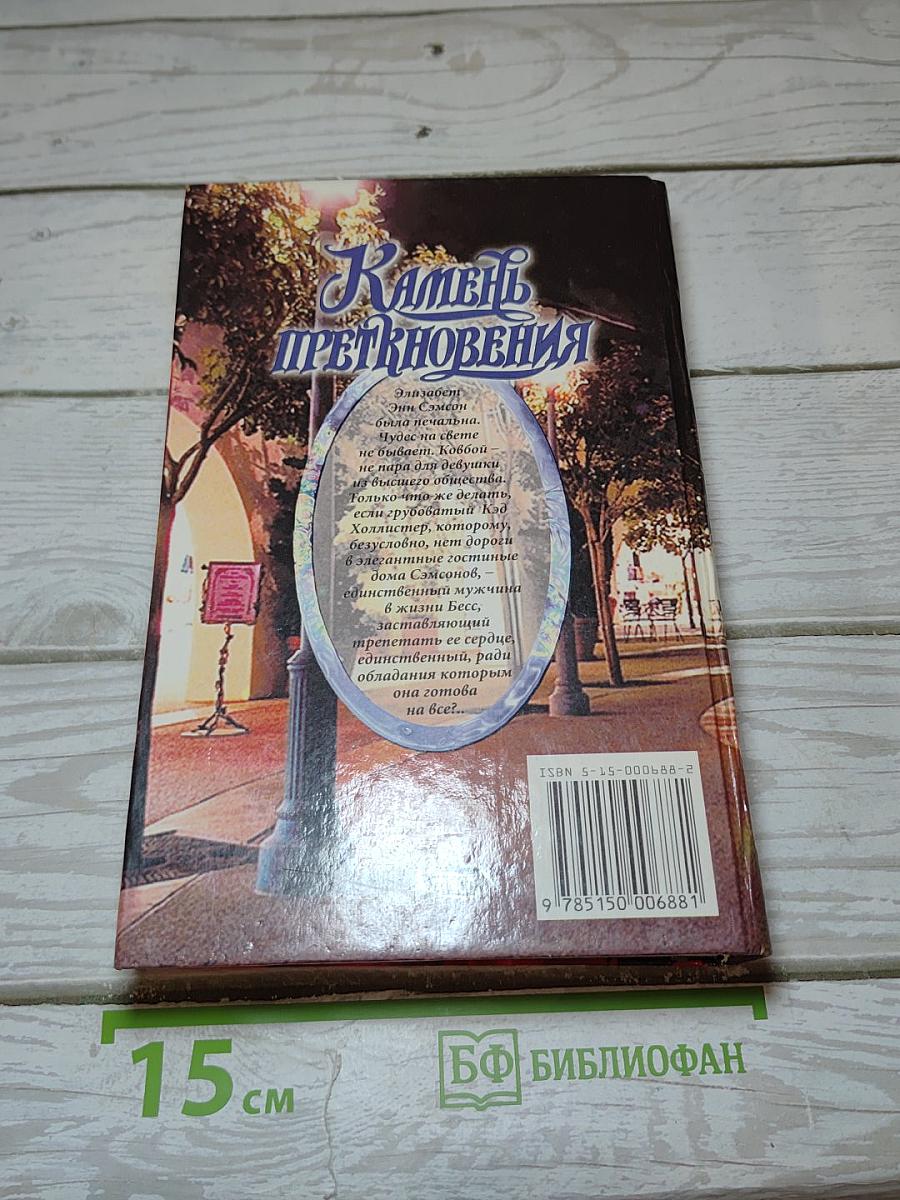 Камень
преткновения
Элизабет
Энн Сэмсон
была печальна.
Чудес на свете
не бывает. Ковбой –
не пара для девушки
из высшего общества.
Только что же делать,
если грубоватый Кэд
Холлистер, которому,
безусловно, нет дороги
в элегантные гостиные
дома Сэмсонов, –
единственный мужчина
в жизни Бесс,
заставляющий
трепетать ее сердце,
единственный, ради
обладания которым
она готова
на все?..
ISBN 5-15-000688-2
9 785150 006881
15 см
БФ БИБЛИОФАН